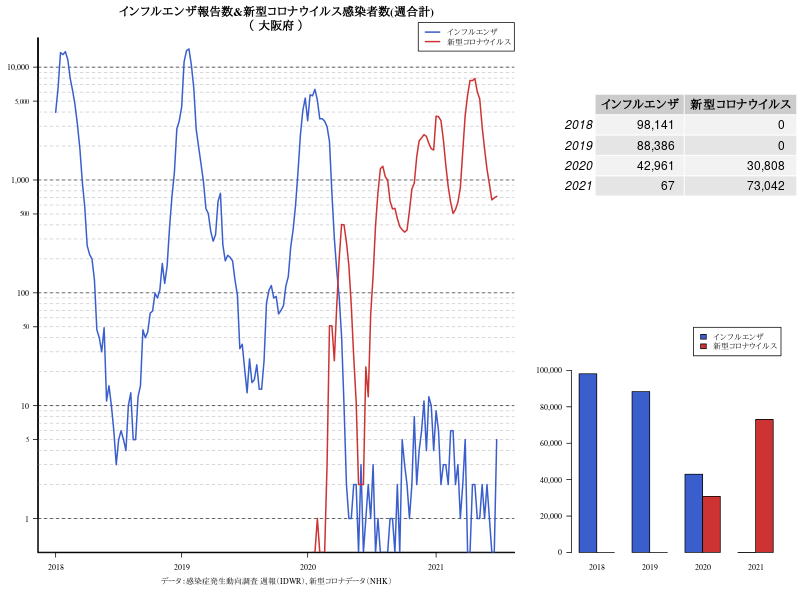 インフルエンザ報告数&新型コロナウイルス感染者数(週合計)
( 大阪府 )
インフルエンザ
新型コロナウイルス
10,000
5,000
1,000
500
100
50
10
5
1
2018 2019 2020 2021
データ：感染症発生動向調査 週報（IDWR）、新型コロナデータ（NHK）
インフルエンザ 新型コロナウイルス
2018 98,141 0
2019 88,386 0
2020 42,961 30,808
2021 67 73,042
インフルエンザ
新型コロナウイルス
100,000
80,000
60,000
40,000
20,000
0
2018 2019 2020 2021